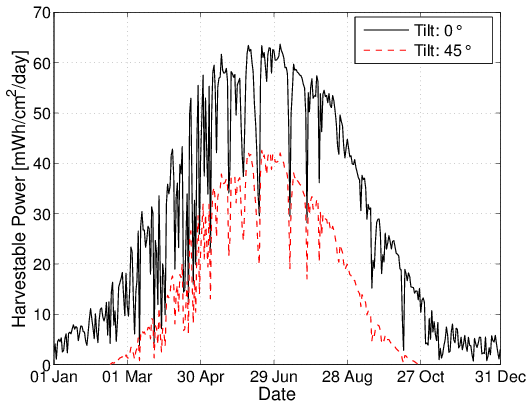 70
60
50
40
30
20
10
0
Harvestable Power [mWh/cm²/day]
Tilt: 0°
Tilt: 45°
01 Jan 01 Mar 30 Apr 29 Jun 28 Aug 27 Oct 31 Dec
Date